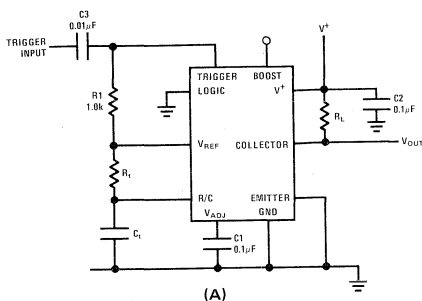 C3
0.01µF
TRIGGER
INPUT
V+
TRIGGER
BOOST
LOGIC
V+
R1
1.0k
C2
0.1µF
RL
VREF
COLLECTOR
VOUT
Rt
R/C
EMITTER
VADJ
GND
Ct
C1
0.1µF
(A)